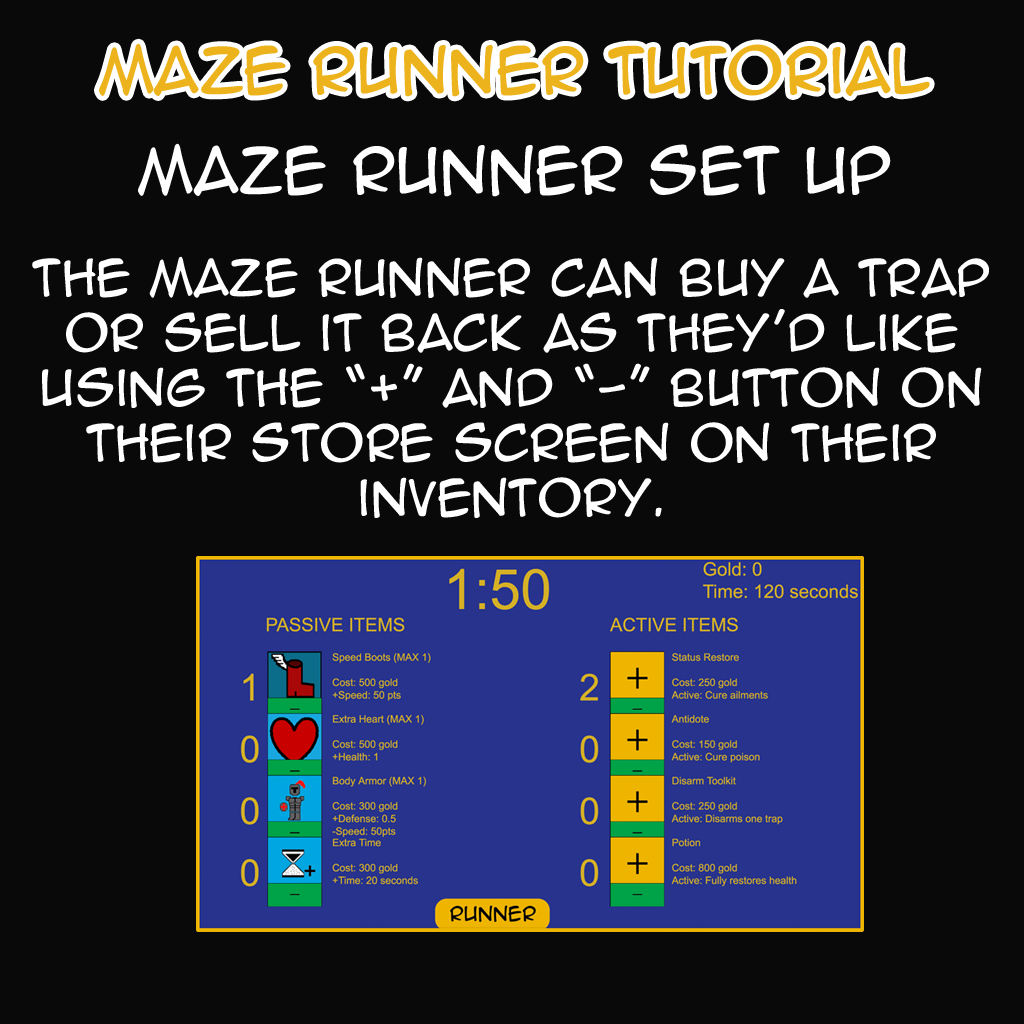 MAZE RUNNER TUTORIAL
MAZE RUNNER SET UP
THE MAZE RUNNER CAN BUY A TRAP
OR SELL IT BACK AS THEY'D LIKE
USING THE "+" AND "-" BUTTON ON
THEIR STORE SCREEN ON THEIR
INVENTORY.
1:50
Gold: 0
Time: 120 seconds
PASSIVE ITEMS
1
Speed Boots (MAX 1)
Cost: 500 gold
+Speed: 50 pts
−
0
Extra Heart (MAX 1)
Cost: 500 gold
+Health: 1
−
0
Body Armor (MAX 1)
Cost: 300 gold
+Defense: 0.5
-Speed: 50pts
−
0
+
Extra Time
Cost: 300 gold
+Time: 20 seconds
−
ACTIVE ITEMS
2
+
Status Restore
Cost: 250 gold
Active: Cure ailments
−
0
+
Antidote
Cost: 150 gold
Active: Cure poison
−
0
+
Disarm Toolkit
Cost: 250 gold
Active: Disarms one trap
−
0
+
Potion
Cost: 800 gold
Active: Fully restores health
−
RUNNER